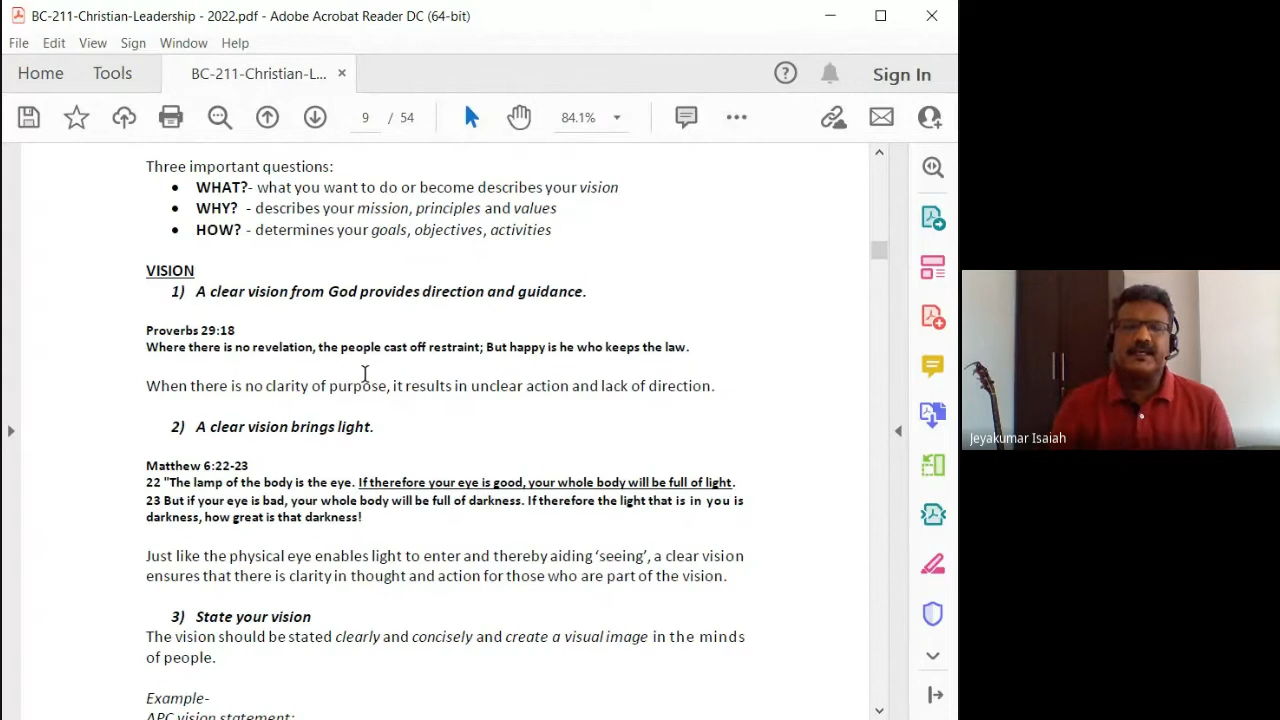 BC-211-Christian-Leadership - 2022.pdf - Adobe Acrobat Reader DC (64-bit)
File Edit View Sign Window Help
Home Tools BC-211-Christian-L... Sign In
9 / 54 84.1%
Three important questions:
• WHAT?- what you want to do or become describes your vision
• WHY? - describes your mission, principles and values
• HOW? - determines your goals, objectives, activities
VISION
1) A clear vision from God provides direction and guidance.
Proverbs 29:18
Where there is no revelation, the people cast off restraint; But happy is he who keeps the law.
When there is no clarity of purpose, it results in unclear action and lack of direction.
2) A clear vision brings light.
Matthew 6:22-23
22 "The lamp of the body is the eye. If therefore your eye is good, your whole body will be full of light.
23 But if your eye is bad, your whole body will be full of darkness. If therefore the light that is in you is
darkness, how great is that darkness!
Just like the physical eye enables light to enter and thereby aiding ‘seeing’, a clear vision
ensures that there is clarity in thought and action for those who are part of the vision.
3) State your vision
The vision should be stated clearly and concisely and create a visual image in the minds
of people.
Example-
APC vision statement:
Jeyakumar Isaiah